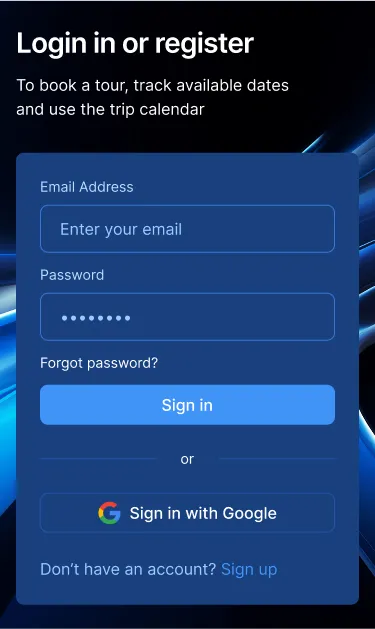 Login in or register
To book a tour, track available dates
and use the trip calendar
Email Address
Enter your email
Password
••••••••
Forgot password?
Sign in
or
Sign in with Google
Don’t have an account? Sign up